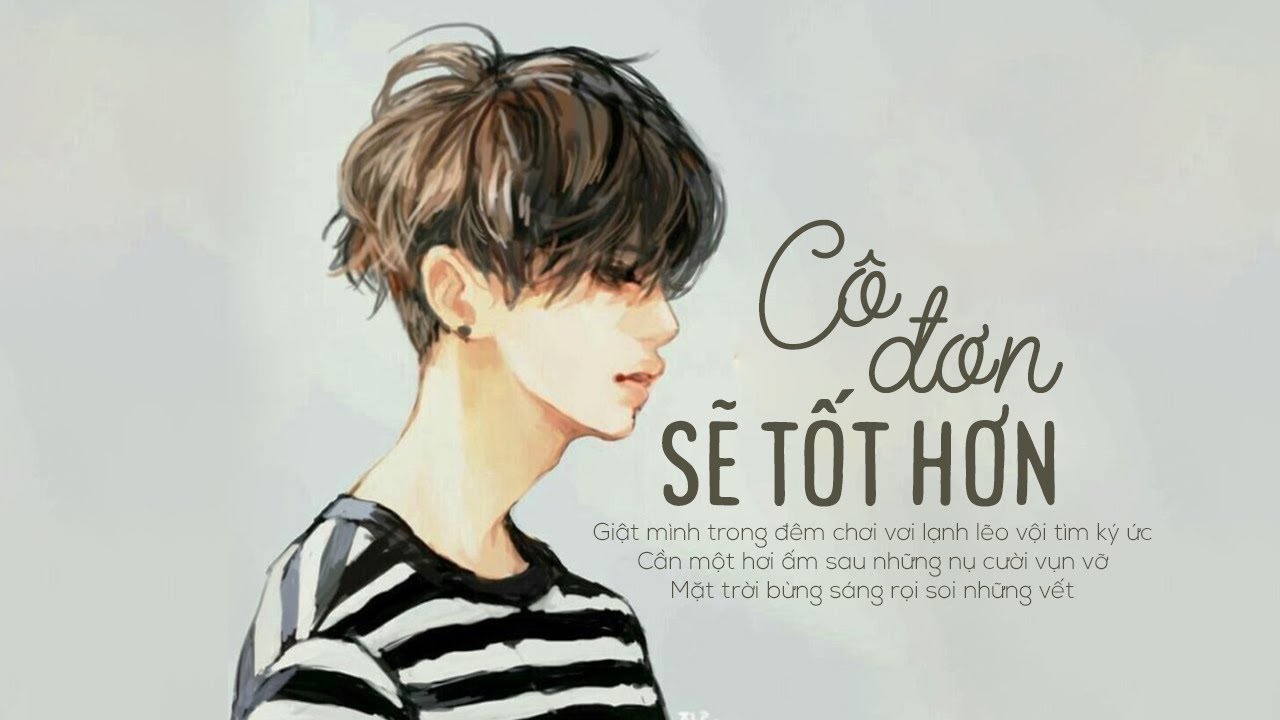 Cô
đơn
SẼ TỐT HƠN
Giật mình trong đêm chơi vơi lạnh lẽo vội tìm ký ức
Cần một hơi ấm sau những nụ cười vụn vỡ
Mặt trời bừng sáng rọi soi những vết